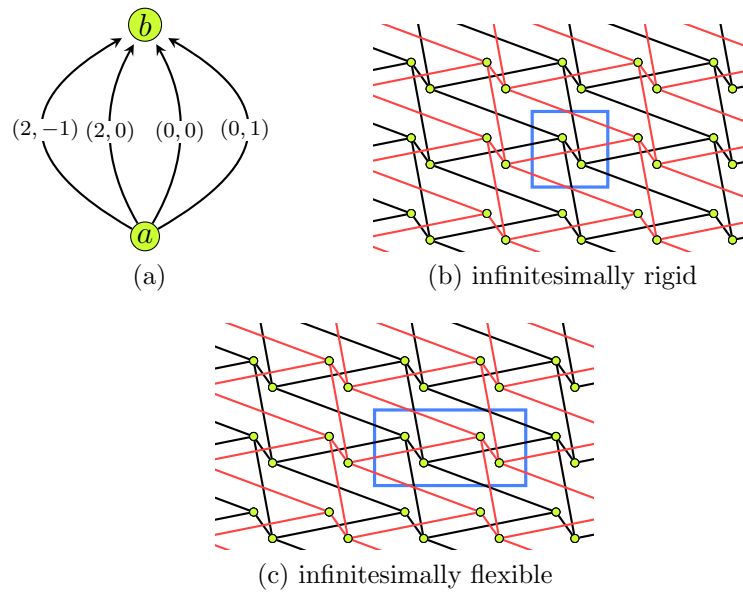 b
(2, −1) (2, 0) (0, 0) (0, 1)
a
(a)
(b) infinitesimally rigid
(c) infinitesimally flexible